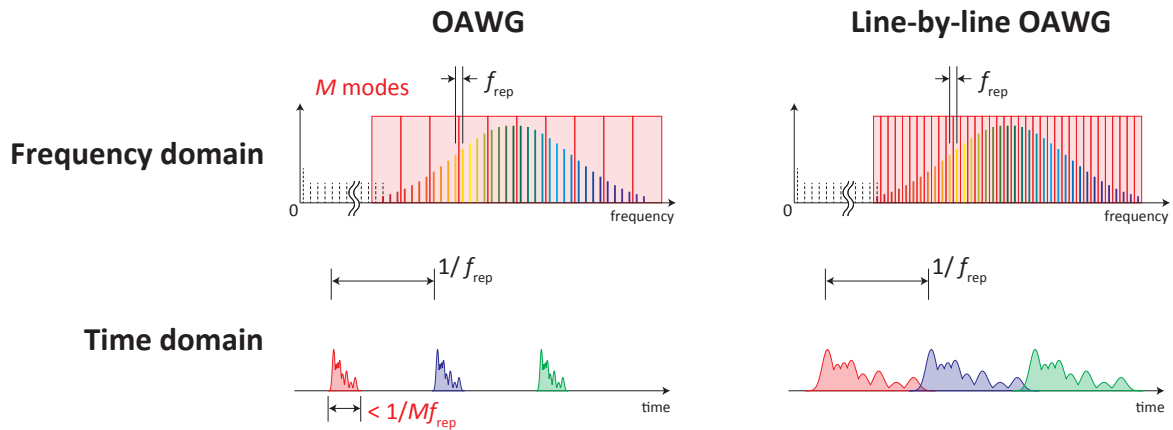 OAWG
Line-by-line OAWG
M modes
f_rep
f_rep
Frequency domain
0
frequency
0
frequency
1/f_rep
1/f_rep
Time domain
time
time
< 1/Mf_rep